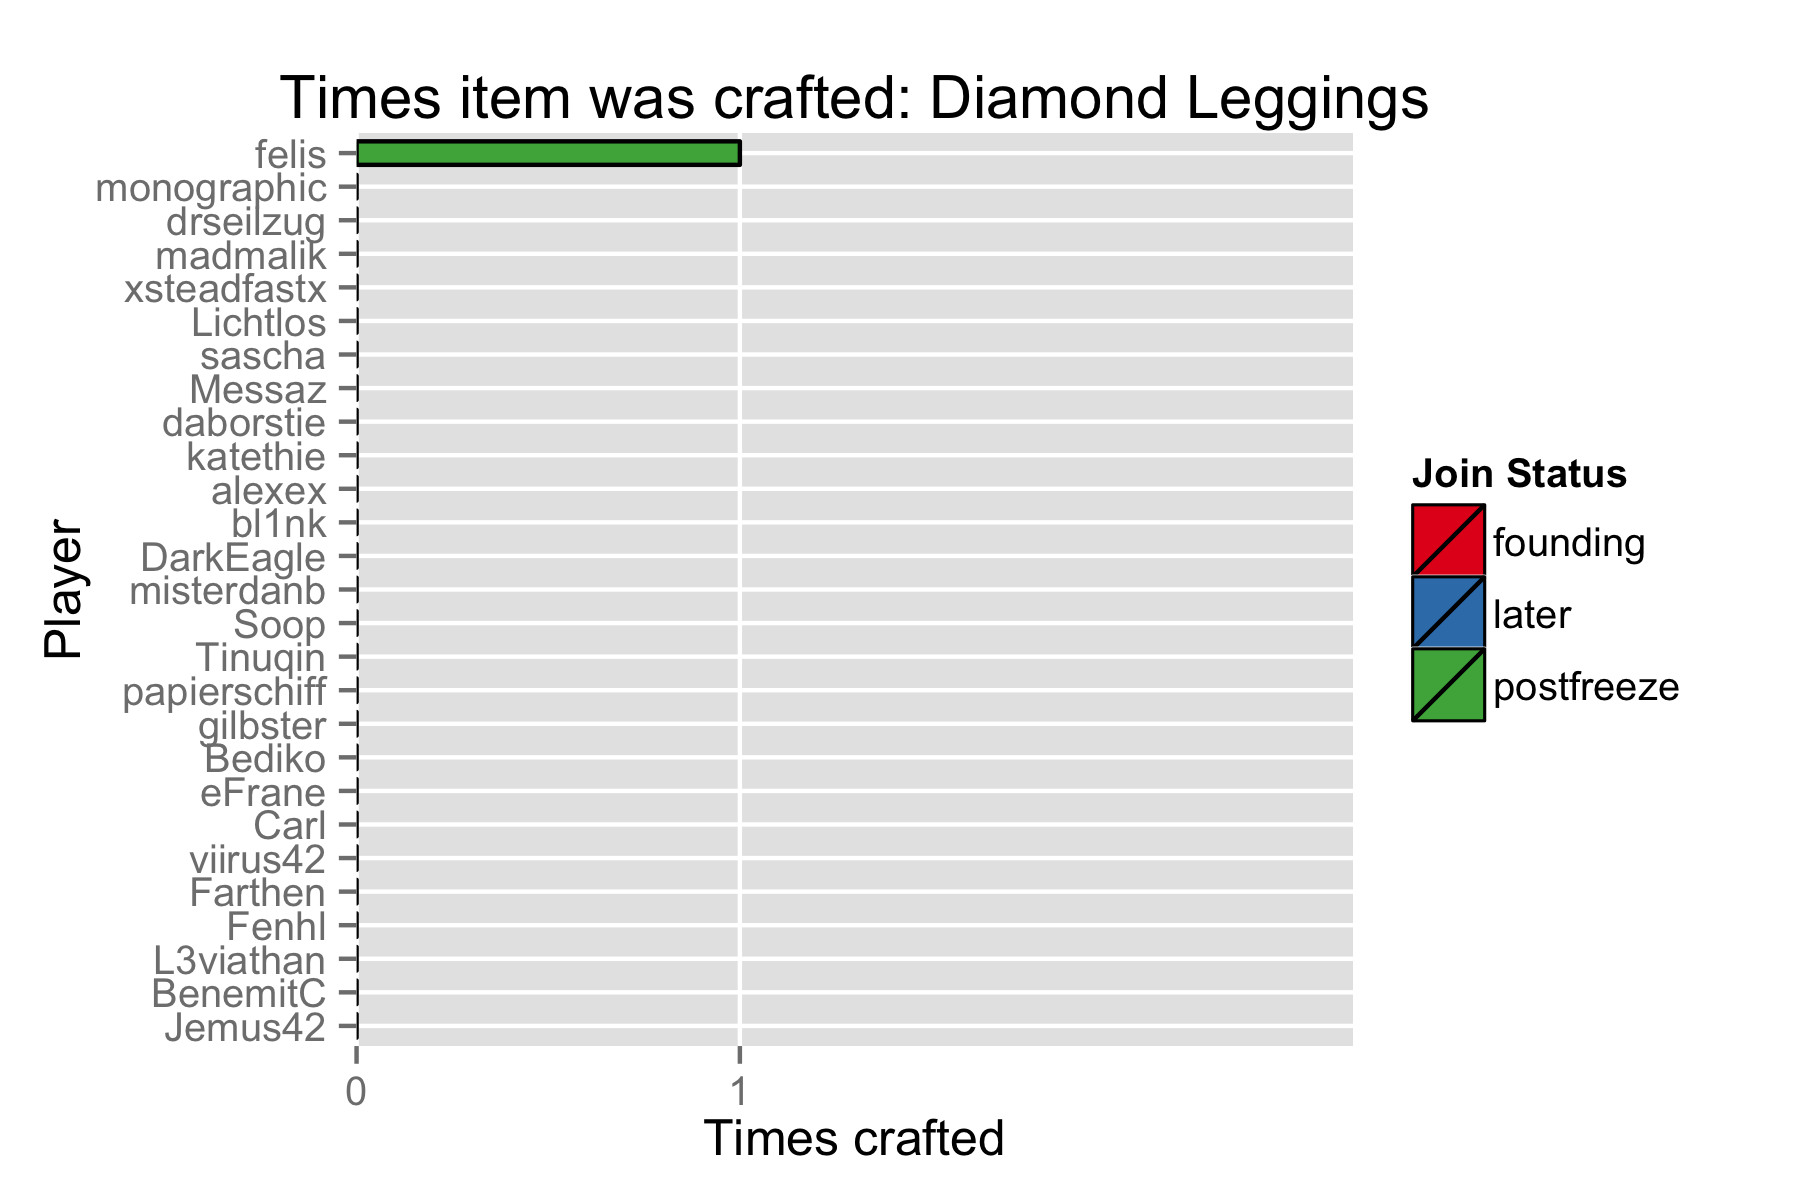 Times item was crafted: Diamond Leggings
felis
monographic
drseilzug
madmalik
xsteadfastx
Lichtlos
sascha
Messaz
daborstie
katethie
alexex
bl1nk
DarkEagle
misterdanb
Soop
Tinuqin
papierschiff
gilbster
Bediko
eFrane
Carl
viirus42
Farthen
Fenhl
L3viathan
BenemitC
Jemus42
Player
0
1
Times crafted
Join Status
founding
later
postfreeze